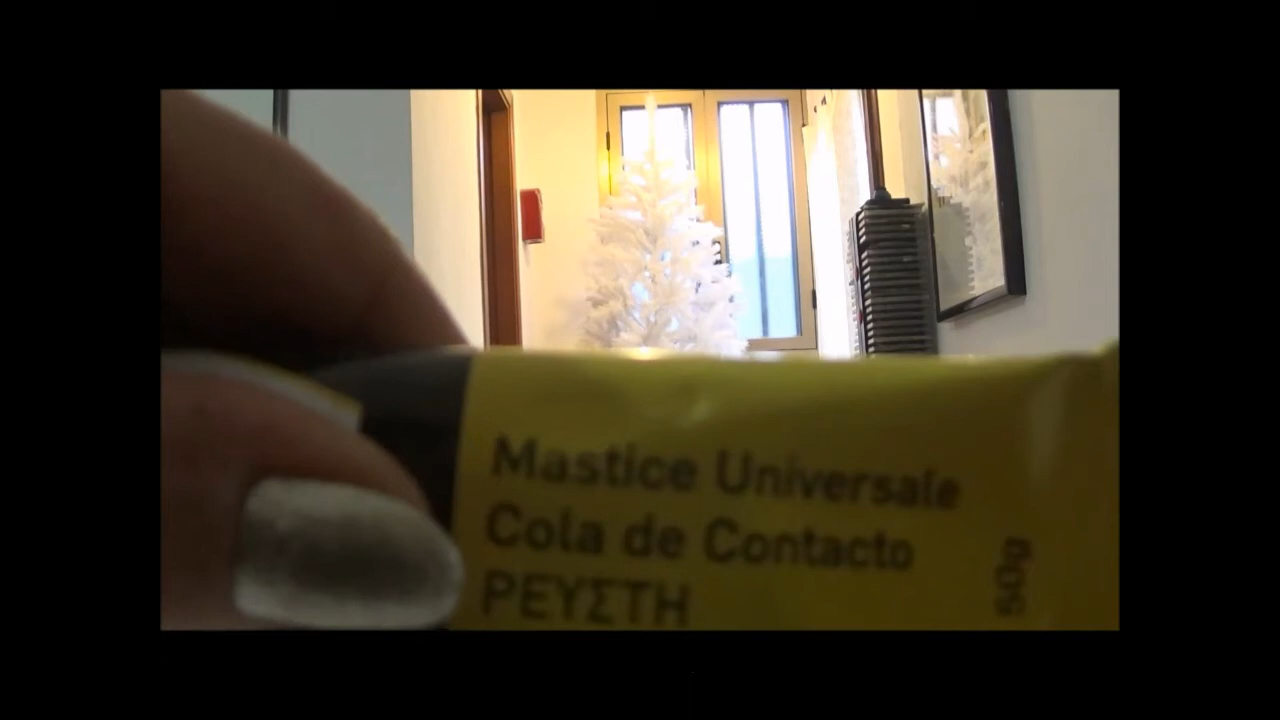 Mastice Universale
Cola de Contacto
ΡΕΥΣΤΗ
50g